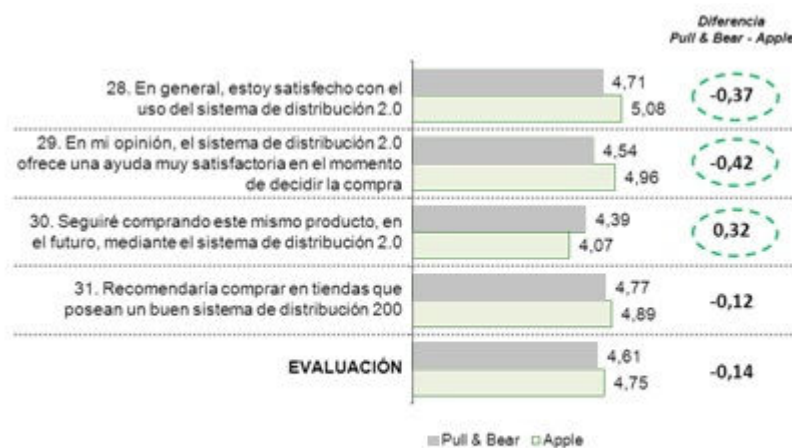 Diferencia
Pull & Bear - Apple
28. En general, estoy satisfecho con el
uso del sistema de distribución 2.0
4,71
5,08
-0,37
29. En mi opinión, el sistema de distribución 2.0
ofrece una ayuda muy satisfactoria en el momento
de decidir la compra
4,54
4,96
-0,42
30. Seguiré comprando este mismo producto, en
el futuro, mediante el sistema de distribución 2.0
4,39
4,07
0,32
31. Recomendaría comprar en tiendas que
posean un buen sistema de distribución 200
4,77
4,89
-0,12
EVALUACIÓN
4,61
4,75
-0,14
Pull & Bear Apple